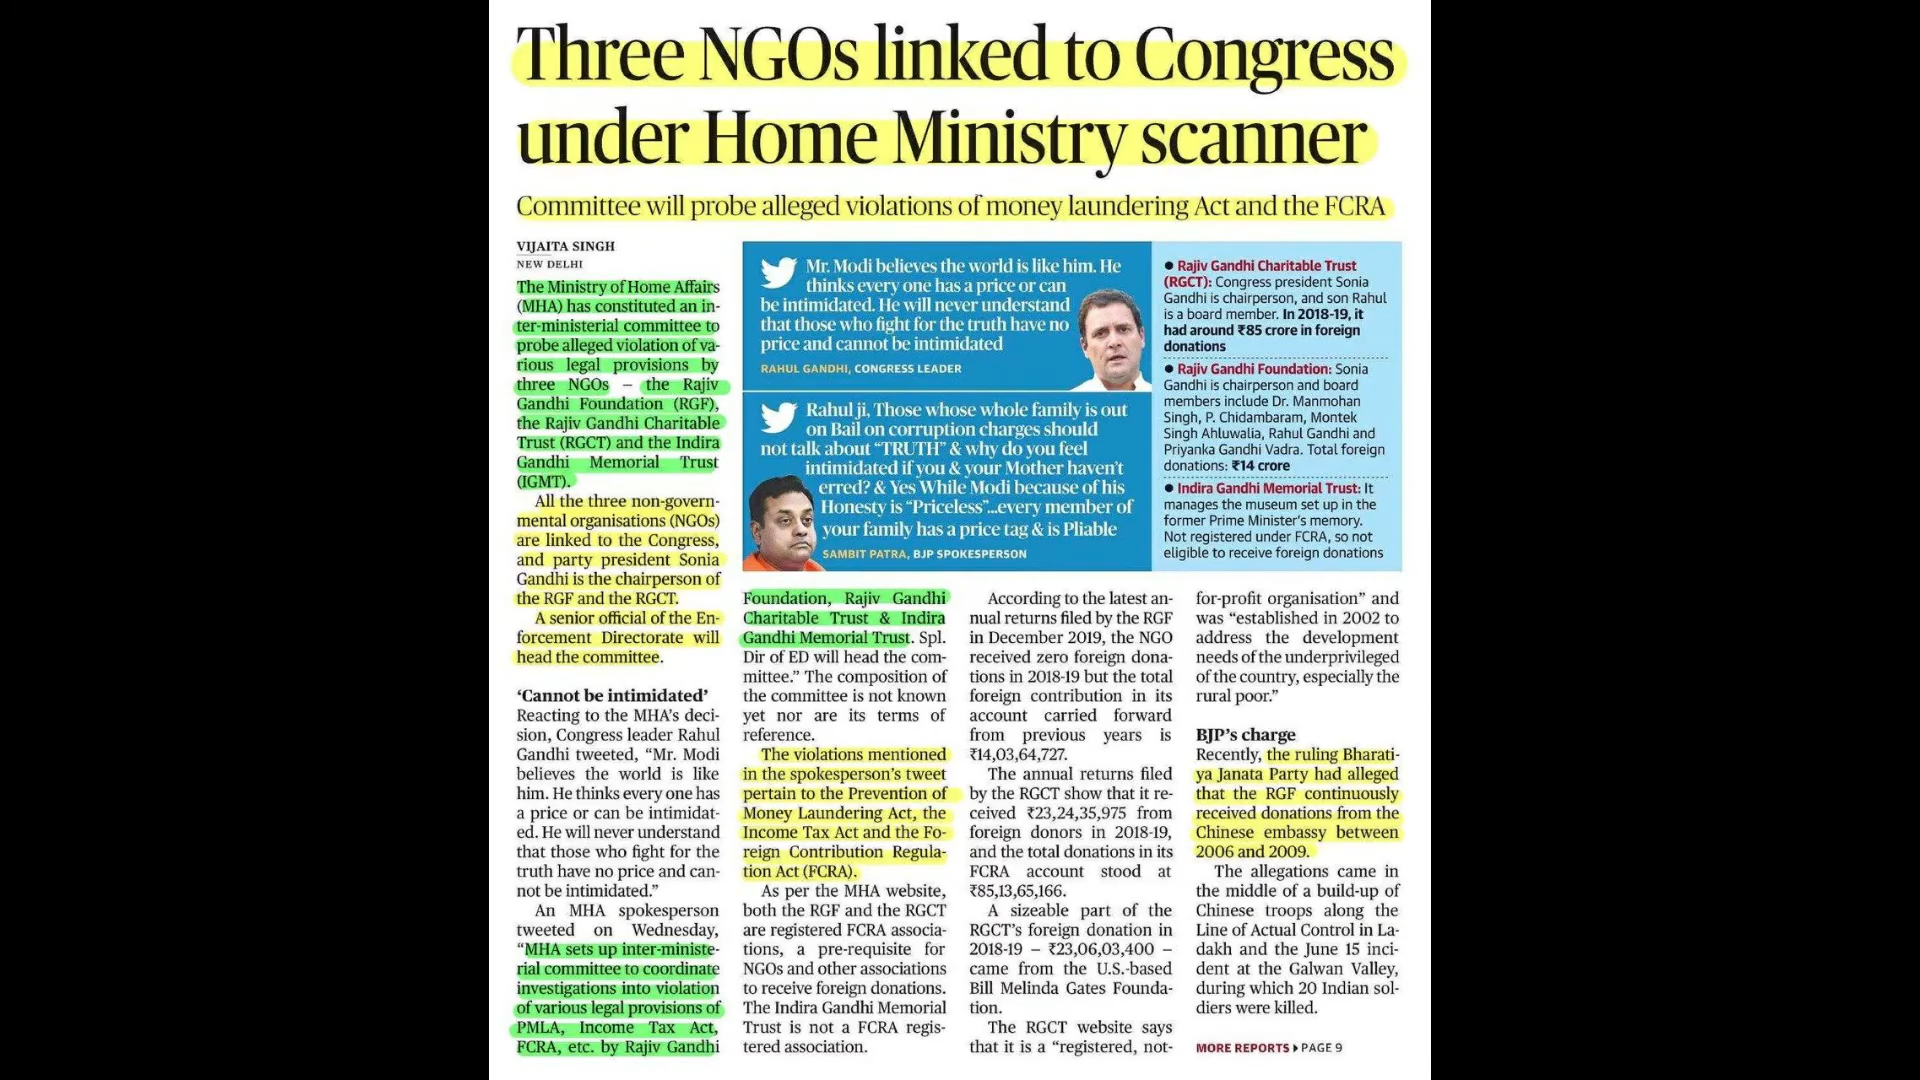 Three NGOs linked to Congress
under Home Ministry scanner
Committee will probe alleged violations of money laundering Act and the FCRA
VIJAITA SINGH
NEW DELHI
The Ministry of Home Affairs
(MHA) has constituted an in-
ter-ministerial committee to
probe alleged violation of va-
rious legal provisions by
three NGOs – the Rajiv
Gandhi Foundation (RGF),
the Rajiv Gandhi Charitable
Trust (RGCT) and the Indira
Gandhi Memorial Trust
(IGMT).
All the three non-govern-
mental organisations (NGOs)
are linked to the Congress,
and party president Sonia
Gandhi is the chairperson of
the RGF and the RGCT.
A senior official of the En-
forcement Directorate will
head the committee.
‘Cannot be intimidated’
Reacting to the MHA’s deci-
sion, Congress leader Rahul
Gandhi tweeted, “Mr. Modi
believes the world is like
him. He thinks every one has
a price or can be intimidat-
ed. He will never understand
that those who fight for the
truth have no price and can-
not be intimidated.”
An MHA spokesperson
tweeted on Wednesday,
“MHA sets up inter-ministe-
rial committee to coordinate
investigations into violation
of various legal provisions of
PMLA, Income Tax Act,
FCRA, etc. by Rajiv Gandhi
Mr. Modi believes the world is like him. He
thinks every one has a price or can
be intimidated. He will never understand
that those who fight for the truth have no
price and cannot be intimidated
RAHUL GANDHI, CONGRESS LEADER
Rahul ji, Those whose whole family is out
on Bail on corruption charges should
not talk about “TRUTH” & why do you feel
intimidated if you & your Mother haven’t
erred? & Yes While Modi because of his
Honesty is “Priceless”...every member of
your family has a price tag & is Pliable
SAMBIT PATRA, BJP SPOKESPERSON
● Rajiv Gandhi Charitable Trust
(RGCT): Congress president Sonia
Gandhi is chairperson, and son Rahul
is a board member. In 2018-19, it
had around ₹85 crore in foreign
donations
● Rajiv Gandhi Foundation: Sonia
Gandhi is chairperson and board
members include Dr. Manmohan
Singh, P. Chidambaram, Montek
Singh Ahluwalia, Rahul Gandhi and
Priyanka Gandhi Vadra. Total foreign
donations: ₹14 crore
● Indira Gandhi Memorial Trust: It
manages the museum set up in the
former Prime Minister’s memory.
Not registered under FCRA, so not
eligible to receive foreign donations
Foundation, Rajiv Gandhi
Charitable Trust & Indira
Gandhi Memorial Trust. Spl.
Dir of ED will head the com-
mittee.” The composition of
the committee is not known
yet nor are its terms of
reference.
The violations mentioned
in the spokesperson’s tweet
pertain to the Prevention of
Money Laundering Act, the
Income Tax Act and the Fo-
reign Contribution Regula-
tion Act (FCRA).
As per the MHA website,
both the RGF and the RGCT
are registered FCRA associa-
tions, a pre-requisite for
NGOs and other associations
to receive foreign donations.
The Indira Gandhi Memorial
Trust is not a FCRA regis-
tered association.
According to the latest an-
nual returns filed by the RGF
in December 2019, the NGO
received zero foreign dona-
tions in 2018-19 but the total
foreign contribution in its
account carried forward
from previous years is
₹14,03,64,727.
The annual returns filed
by the RGCT show that it re-
ceived ₹23,24,35,975 from
foreign donors in 2018-19,
and the total donations in its
FCRA account stood at
₹85,13,65,166.
A sizeable part of the
RGCT’s foreign donation in
2018-19 – ₹23,06,03,400 –
came from the U.S.-based
Bill Melinda Gates Founda-
tion.
The RGCT website says
that it is a “registered, not-
for-profit organisation” and
was “established in 2002 to
address the development
needs of the underprivileged
of the country, especially the
rural poor.”
BJP’s charge
Recently, the ruling Bharati-
ya Janata Party had alleged
that the RGF continuously
received donations from the
Chinese embassy between
2006 and 2009.
The allegations came in
the middle of a build-up of
Chinese troops along the
Line of Actual Control in La-
dakh and the June 15 inci-
dent at the Galwan Valley,
during which 20 Indian sol-
diers were killed.
MORE REPORTS ▸ PAGE 9